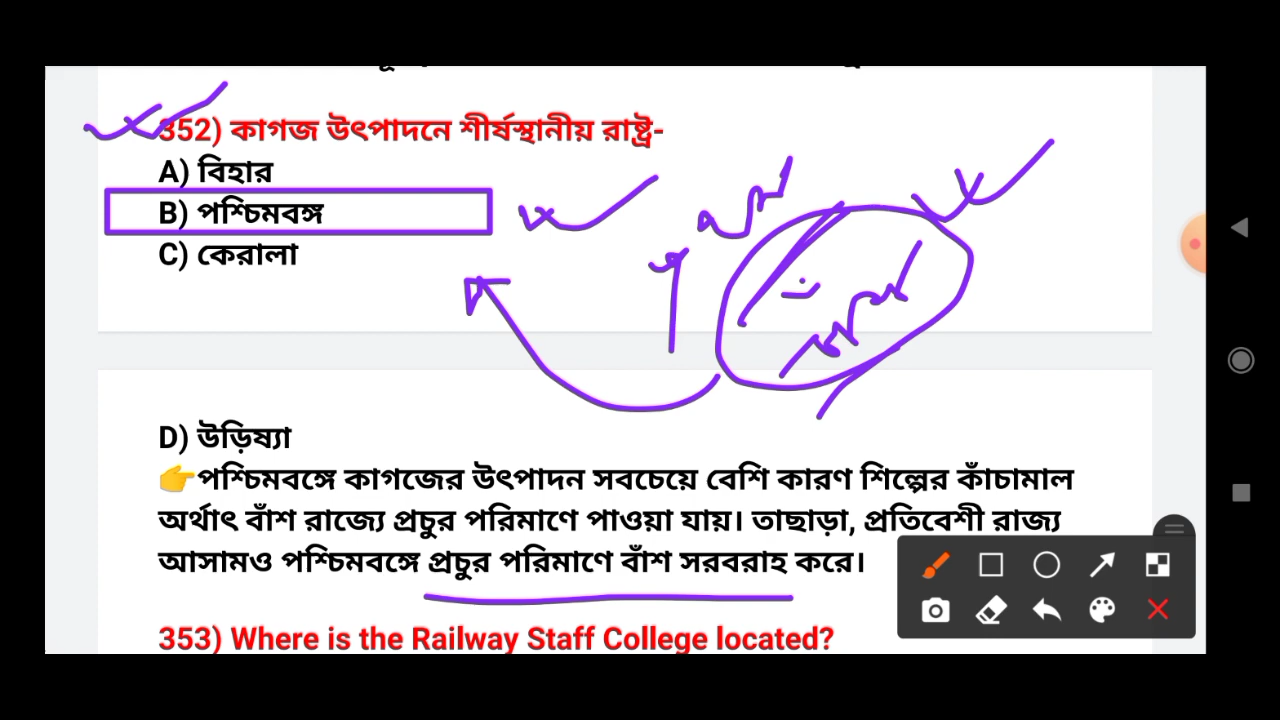 352) কাগজ উৎপাদনে শীর্ষস্থানীয় রাষ্ট্র-
A) বিহার
B) পশ্চিমবঙ্গ
C) কেরালা
D) উড়িষ্যা
👉পশ্চিমবঙ্গে কাগজের উৎপাদন সবচেয়ে বেশি কারণ শিল্পের কাঁচামাল
অর্থাৎ বাঁশ রাজ্যে প্রচুর পরিমাণে পাওয়া যায়। তাছাড়া, প্রতিবেশী রাজ্য
আসামও পশ্চিমবঙ্গে প্রচুর পরিমাণে বাঁশ সরবরাহ করে।
353) Where is the Railway Staff College located?